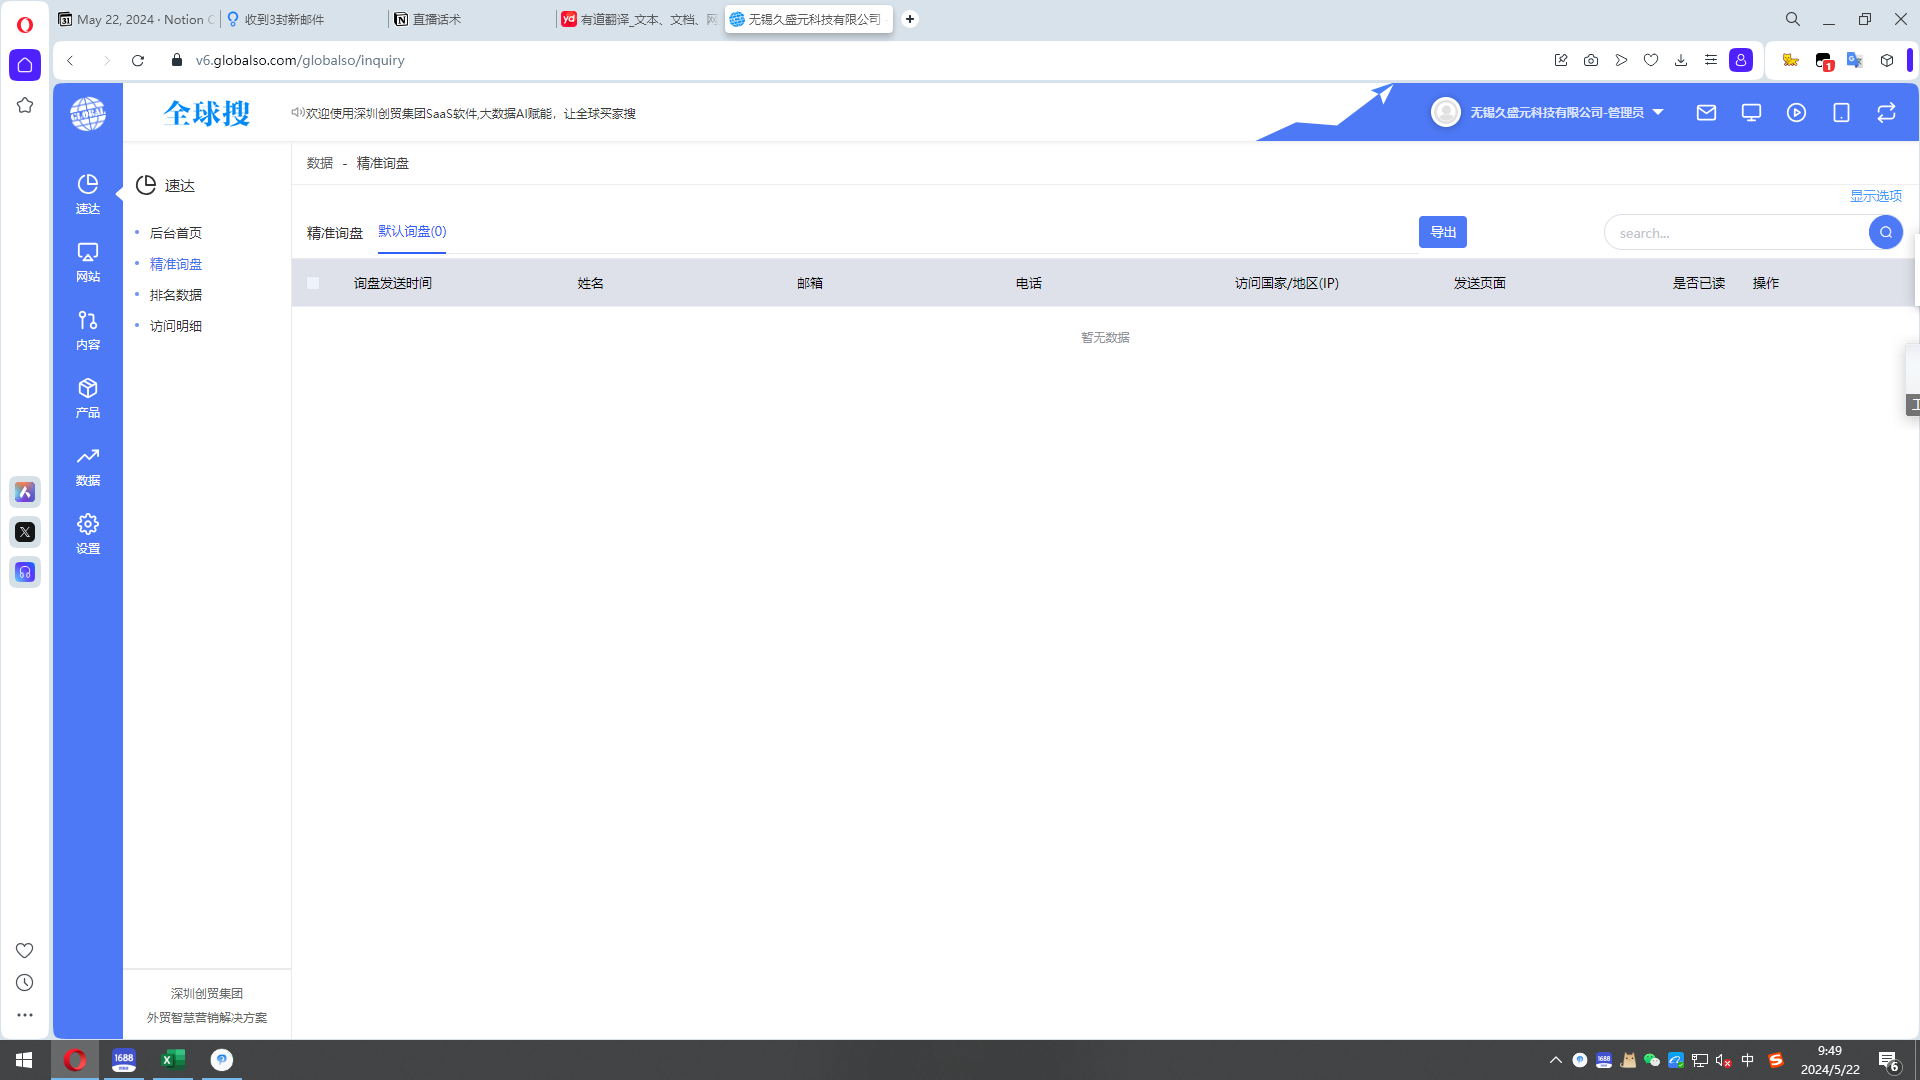 May 22, 2024 · Notion C
收到3封新邮件
直播话术
有道翻译_文本、文档、网
无锡久盛元科技有限公司
v6.globalso.com/globalso/inquiry
1
GLOBAL
全球搜
欢迎使用深圳创贸集团SaaS软件,大数据AI赋能，让全球买家搜
无锡久盛元科技有限公司-管理员
速达
网站
内容
产品
数据
设置
速达
后台首页
精准询盘
排名数据
访问明细
深圳创贸集团
外贸智慧营销解决方案
数据 - 精准询盘
显示选项
精准询盘 默认询盘(0)
导出
search...
询盘发送时间 姓名 邮箱 电话 访问国家/地区(IP) 发送页面 是否已读 操作
暂无数据
1688
1688
中
9:49
2024/5/22
6